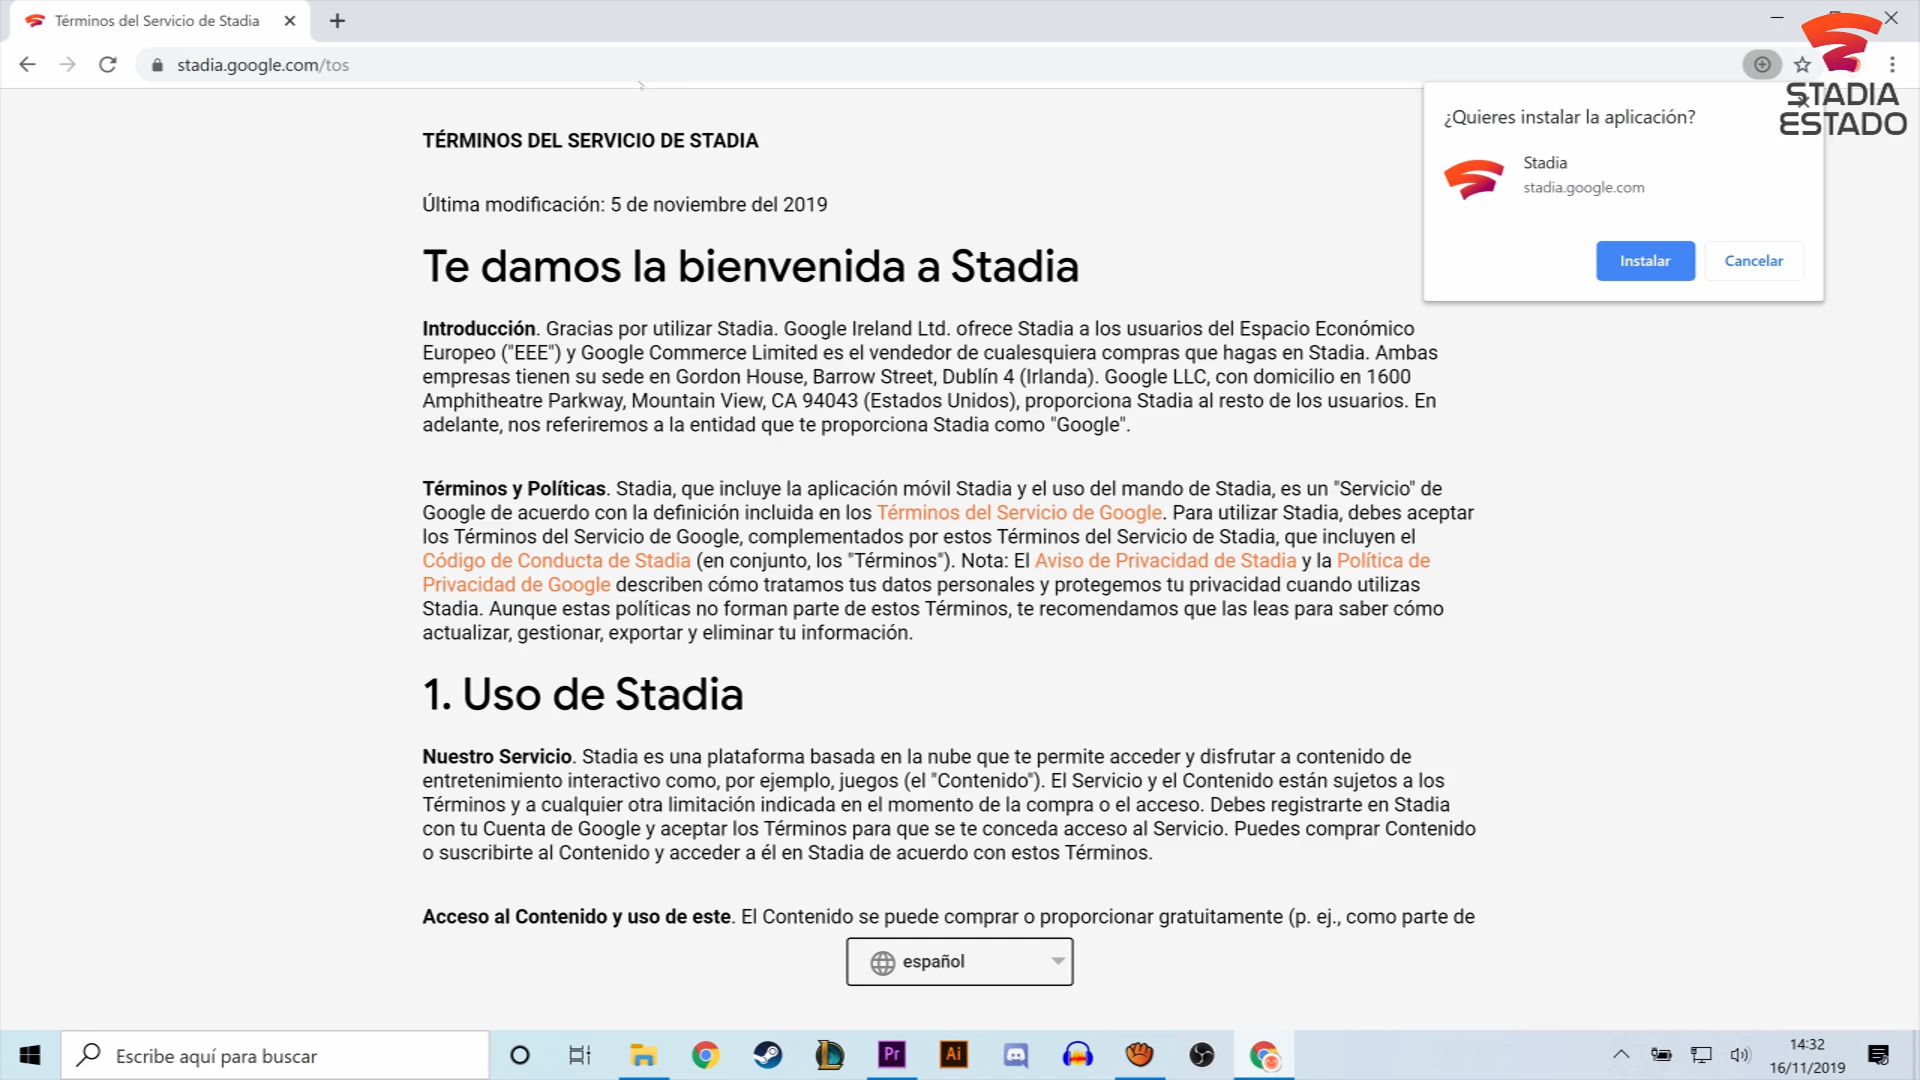 Términos del Servicio de Stadia
stadia.google.com/tos
STADIA
ESTADO
¿Quieres instalar la aplicación?
Stadia
stadia.google.com
Instalar
Cancelar
TÉRMINOS DEL SERVICIO DE STADIA
Última modificación: 5 de noviembre del 2019
Te damos la bienvenida a Stadia
Introducción. Gracias por utilizar Stadia. Google Ireland Ltd. ofrece Stadia a los usuarios del Espacio Económico
Europeo ("EEE") y Google Commerce Limited es el vendedor de cualesquiera compras que hagas en Stadia. Ambas
empresas tienen su sede en Gordon House, Barrow Street, Dublín 4 (Irlanda). Google LLC, con domicilio en 1600
Amphitheatre Parkway, Mountain View, CA 94043 (Estados Unidos), proporciona Stadia al resto de los usuarios. En
adelante, nos referiremos a la entidad que te proporciona Stadia como "Google".
Términos y Políticas. Stadia, que incluye la aplicación móvil Stadia y el uso del mando de Stadia, es un "Servicio" de
Google de acuerdo con la definición incluida en los Términos del Servicio de Google. Para utilizar Stadia, debes aceptar
los Términos del Servicio de Google, complementados por estos Términos del Servicio de Stadia, que incluyen el
Código de Conducta de Stadia (en conjunto, los "Términos"). Nota: El Aviso de Privacidad de Stadia y la Política de
Privacidad de Google describen cómo tratamos tus datos personales y protegemos tu privacidad cuando utilizas
Stadia. Aunque estas políticas no forman parte de estos Términos, te recomendamos que las leas para saber cómo
actualizar, gestionar, exportar y eliminar tu información.
1. Uso de Stadia
Nuestro Servicio. Stadia es una plataforma basada en la nube que te permite acceder y disfrutar a contenido de
entretenimiento interactivo como, por ejemplo, juegos (el "Contenido"). El Servicio y el Contenido están sujetos a los
Términos y a cualquier otra limitación indicada en el momento de la compra o el acceso. Debes registrarte en Stadia
con tu Cuenta de Google y aceptar los Términos para que se te conceda acceso al Servicio. Puedes comprar Contenido
o suscribirte al Contenido y acceder a él en Stadia de acuerdo con estos Términos.
Acceso al Contenido y uso de este. El Contenido se puede comprar o proporcionar gratuitamente (p. ej., como parte de
español
Escribe aquí para buscar
Pr
Ai
14:32
16/11/2019